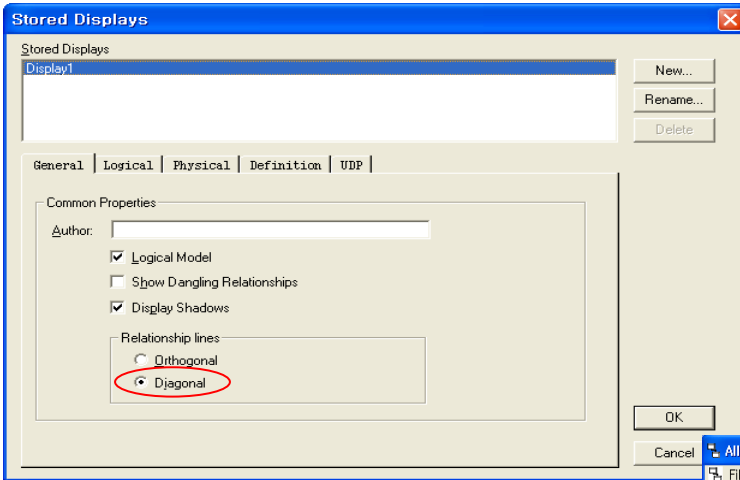 Stored Displays
Stored Displays
Display1
New...
Rename...
Delete
General Logical Physical Definition UDP
Common Properties
Author:
Logical Model
Show Dangling Relationships
Display Shadows
Relationship lines
Orthogonal
Diagonal
OK
Cancel
All